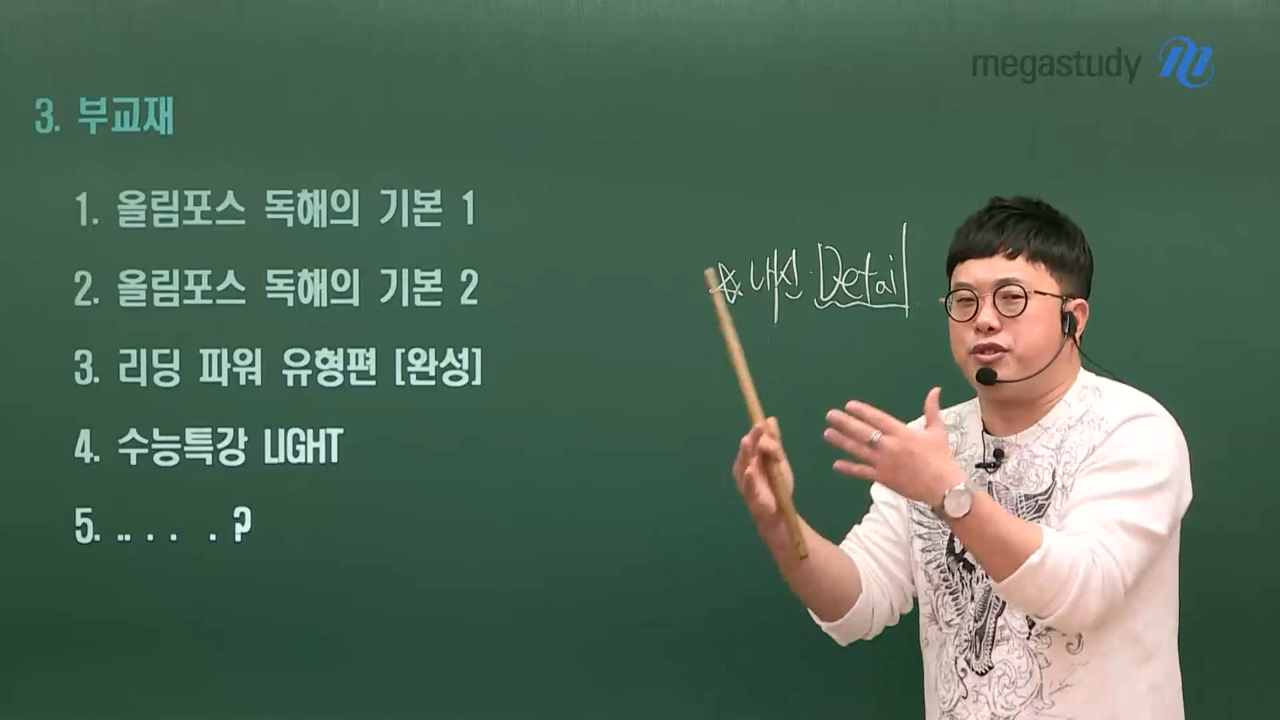 megastudy
3. 부교재
1. 올림포스 독해의 기본 1
2. 올림포스 독해의 기본 2
3. 리딩 파워 유형편 [완성]
4. 수능특강 LIGHT
5. .. . . . ?
☆ 내신 Detail